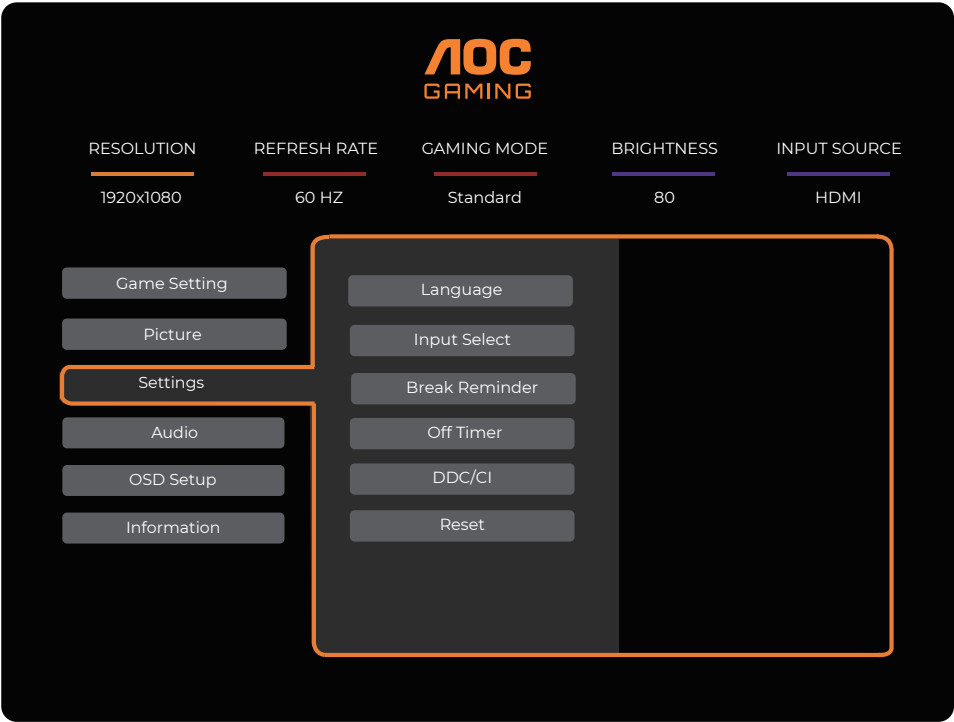 AOC
GAMING
RESOLUTION REFRESH RATE GAMING MODE BRIGHTNESS INPUT SOURCE
1920x1080 60 HZ Standard 80 HDMI
Game Setting
Picture
Settings
Audio
OSD Setup
Information
Language
Input Select
Break Reminder
Off Timer
DDC/CI
Reset